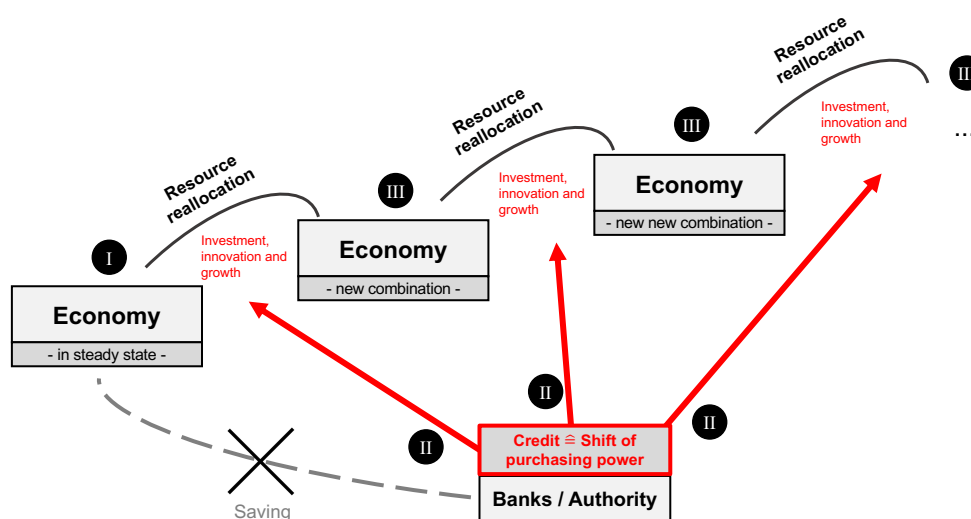 Resource
reallocation
III
Investment,
innovation and
growth
...
Resource
reallocation
III
Economy
- new new combination -
Investment,
innovation and
growth
Resource
reallocation
III
Economy
- new combination -
Investment,
innovation and
growth
I
Economy
- in steady state -
II
II
II
Credit ≙ Shift of
purchasing power
Banks / Authority
Saving